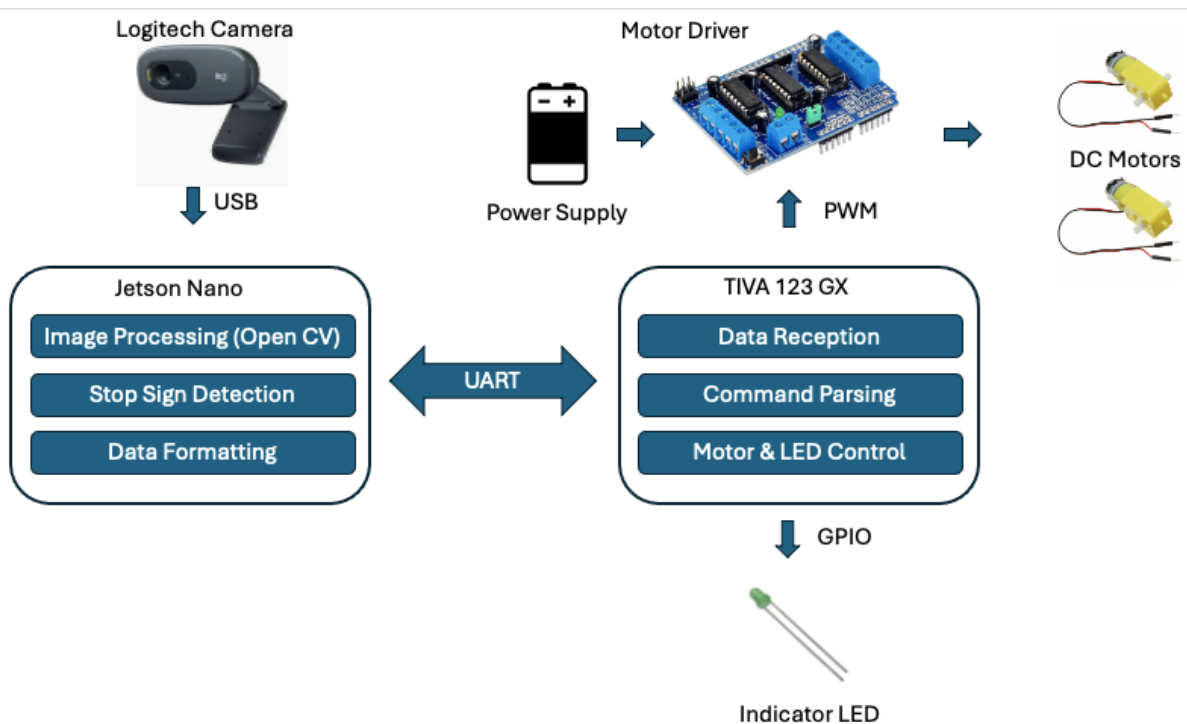 Logitech Camera
Motor Driver
logi
- +
DC Motors
Power Supply
USB
PWM
Jetson Nano
Image Processing (Open CV)
Stop Sign Detection
Data Formatting
UART
TIVA 123 GX
Data Reception
Command Parsing
Motor & LED Control
GPIO
Indicator LED